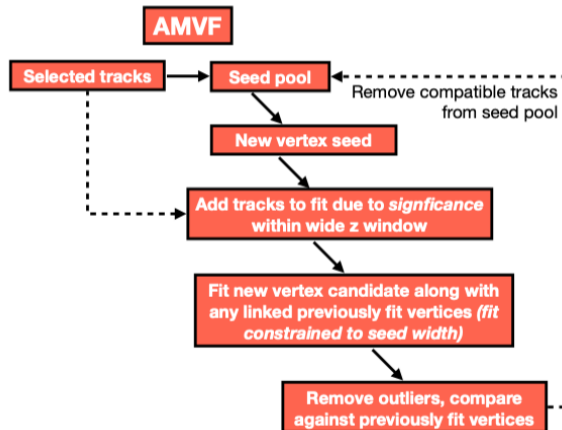 AMVF
Selected tracks
Seed pool
Remove compatible tracks
from seed pool
New vertex seed
Add tracks to fit due to signficance
within wide z window
Fit new vertex candidate along with
any linked previously fit vertices (fit
constrained to seed width)
Remove outliers, compare
against previously fit vertices